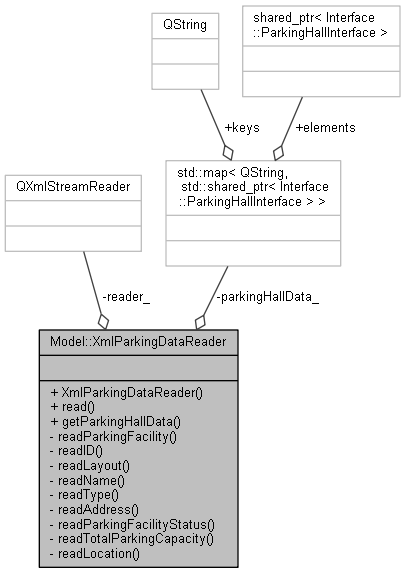 QString
shared_ptr< Interface
::ParkingHallInterface >
+keys
+elements
QXmlStreamReader
std::map< QString,
std::shared_ptr< Interface
::ParkingHallInterface > >
-reader_
-parkingHallData_
Model::XmlParkingDataReader
+ XmlParkingDataReader()
+ read()
+ getParkingHallData()
- readParkingFacility()
- readID()
- readLayout()
- readName()
- readType()
- readAddress()
- readParkingFacilityStatus()
- readTotalParkingCapacity()
- readLocation()